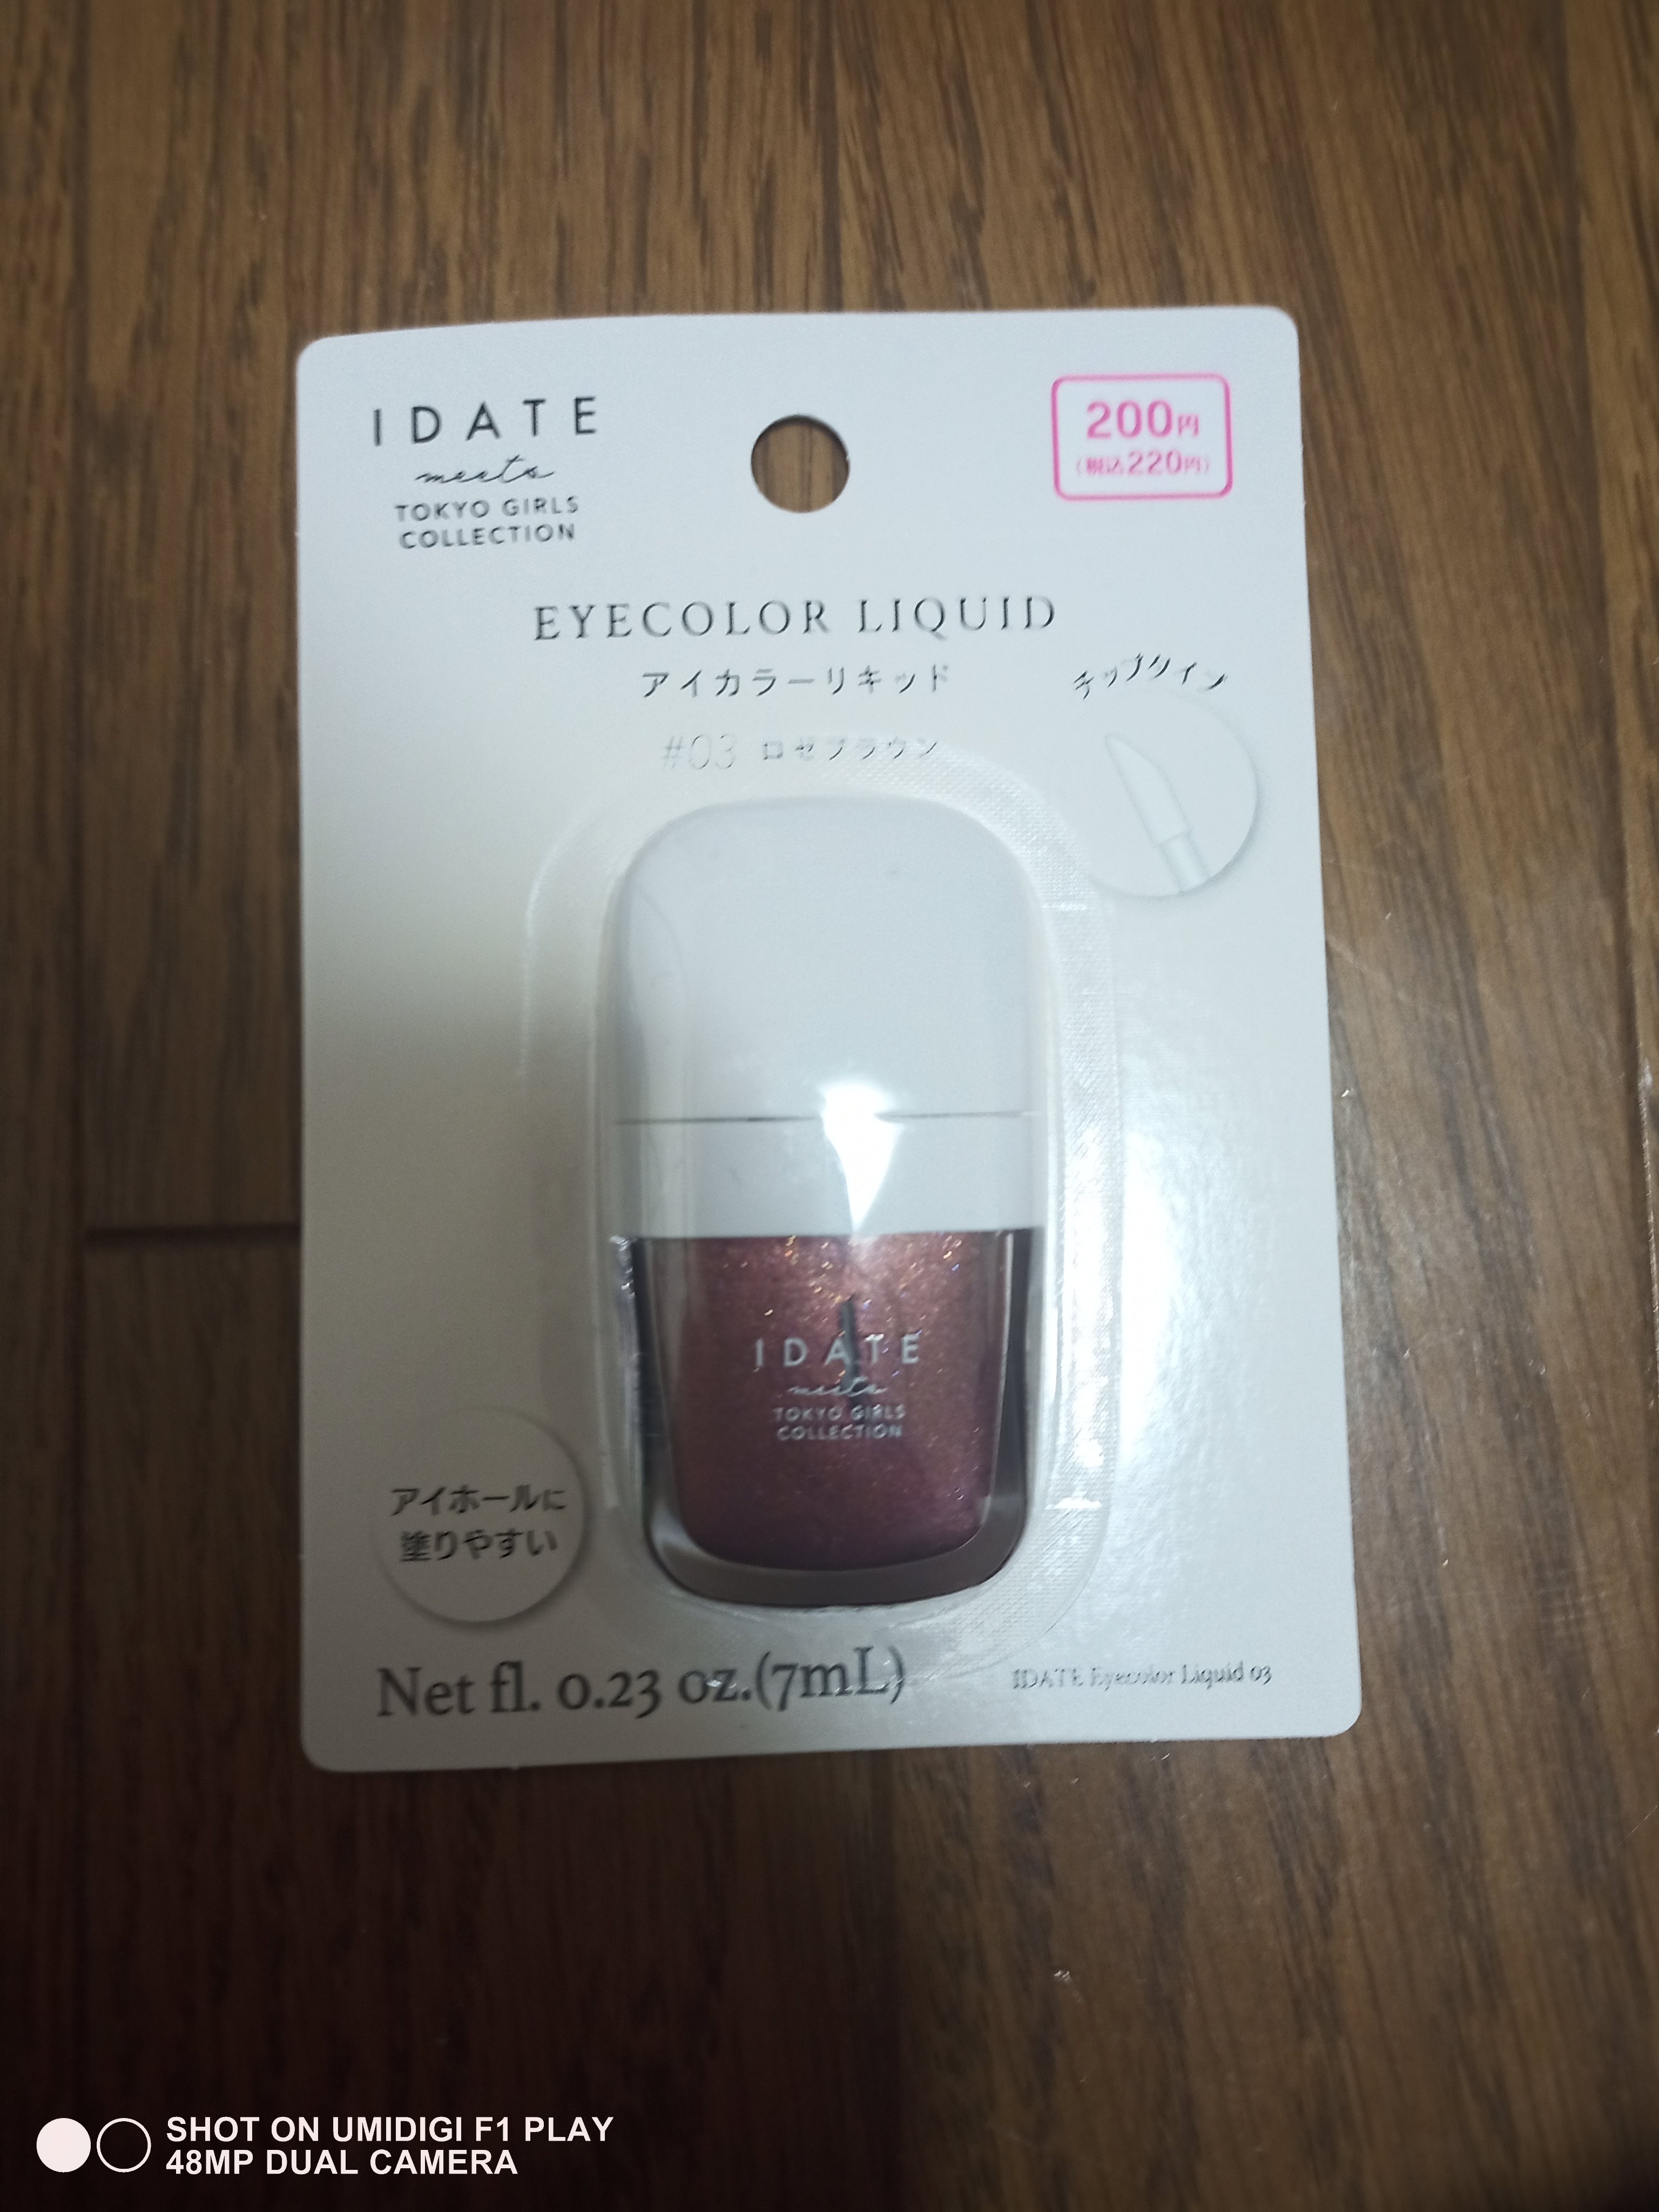 IDATE
meets
TOKYO GIRLS
COLLECTION
200円
(税込220円)
EYECOLOR LIQUID
アイカラーリキッド
#03 ロゼブラウン
チップタイプ
IDATE
meets
TOKYO GIRLS
COLLECTION
アイホールに
塗りやすい
Net fl. 0.23 oz.(7mL)
IDATE Eyecolor Liquid 03
SHOT ON UMIDIGI F1 PLAY
48MP DUAL CAMERA